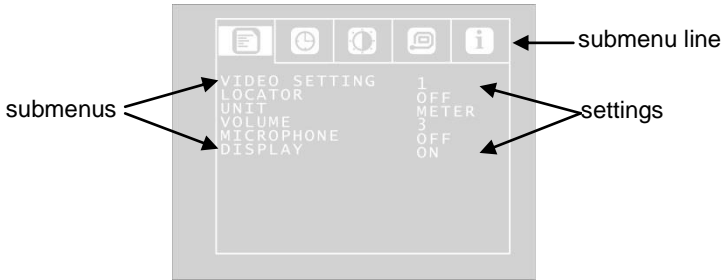 submenu line
submenus
VIDEO SETTING 1
LOCATOR OFF
UNIT METER
VOLUME 3
MICROPHONE OFF
DISPLAY ON
settings